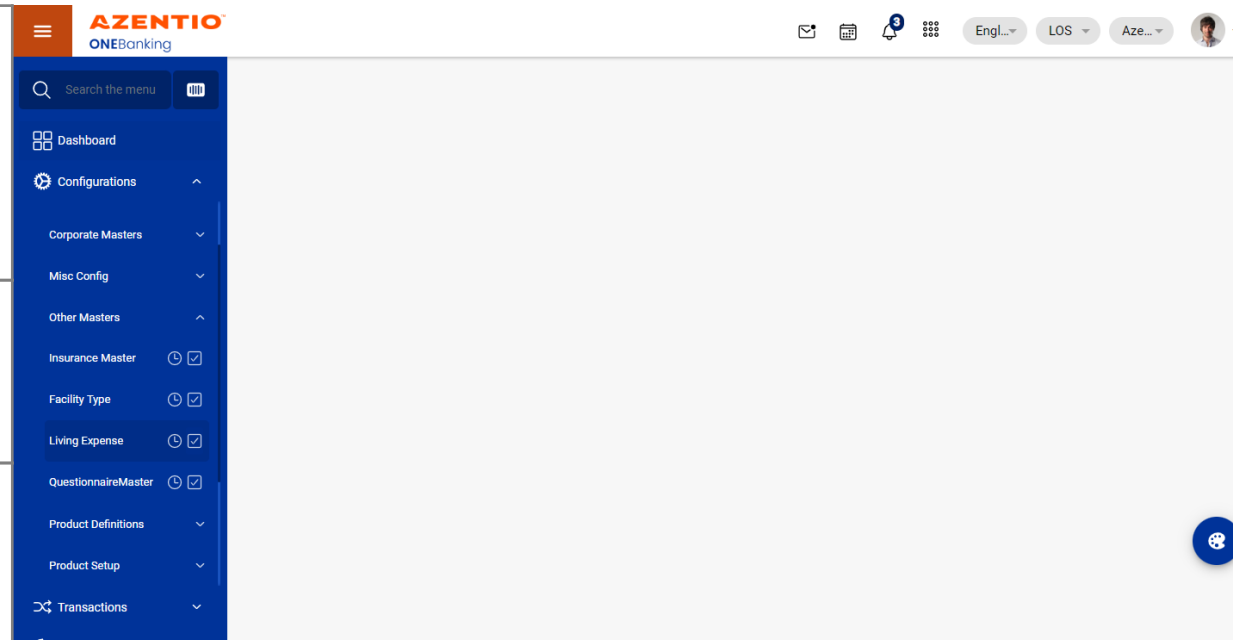 AZENTIO
ONEBanking
3
Engl...
LOS
Aze...
Search the menu
Dashboard
Configurations
Corporate Masters
Misc Config
Other Masters
Insurance Master
Facility Type
Living Expense
QuestionnaireMaster
Product Definitions
Product Setup
Transactions